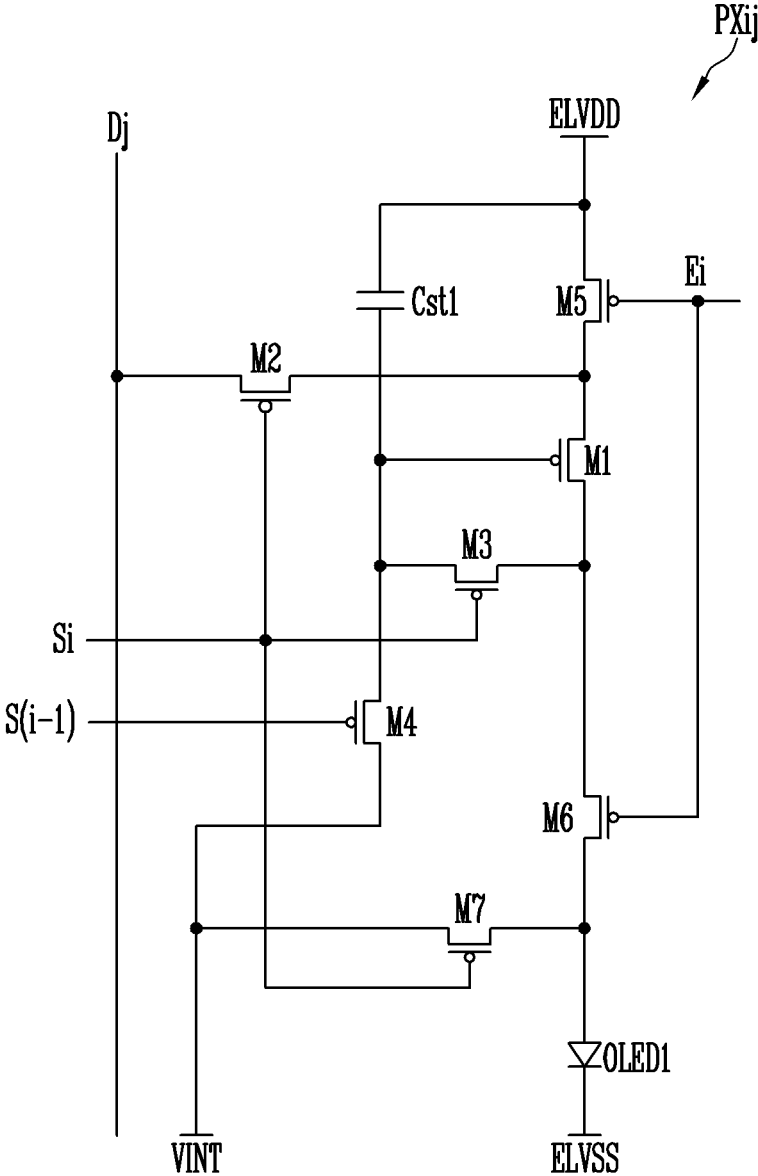 PXij
ELVDD
Dj
Ei
M5
Cst1
M2
M1
M3
Si
S(i-1)
M4
M6
M7
OLED1
VINT
ELVSS